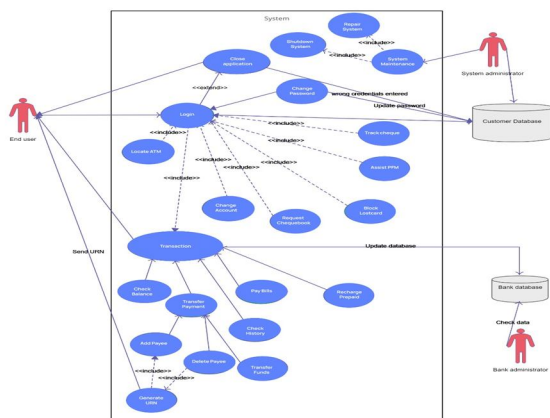 System
Repair
System
Shutdown
System
<<include>>
<<include>>
System
Maintenance
System administrator
Close
application
<<extend>>
Change
Password
wrong credentials entered
Update password
End user
Login
<<include>>
<<include>>
Track cheque
Customer Database
Locate ATM
<<include>>
<<include>>
<<include>>
Assist PFM
<<include>>
<<include>>
<<include>>
<<include>>
Change
Account
Request
Chequebook
Transaction
Send URN
Update database
Check
Balance
Transfer
Payment
Pay Bills
Recharge
Prepaid
Bank database
Check
History
Check data
Add Payee
Delete Payee
Transfer
Funds
Bank administrator
<<include>>
<<include>>
Generate
URN